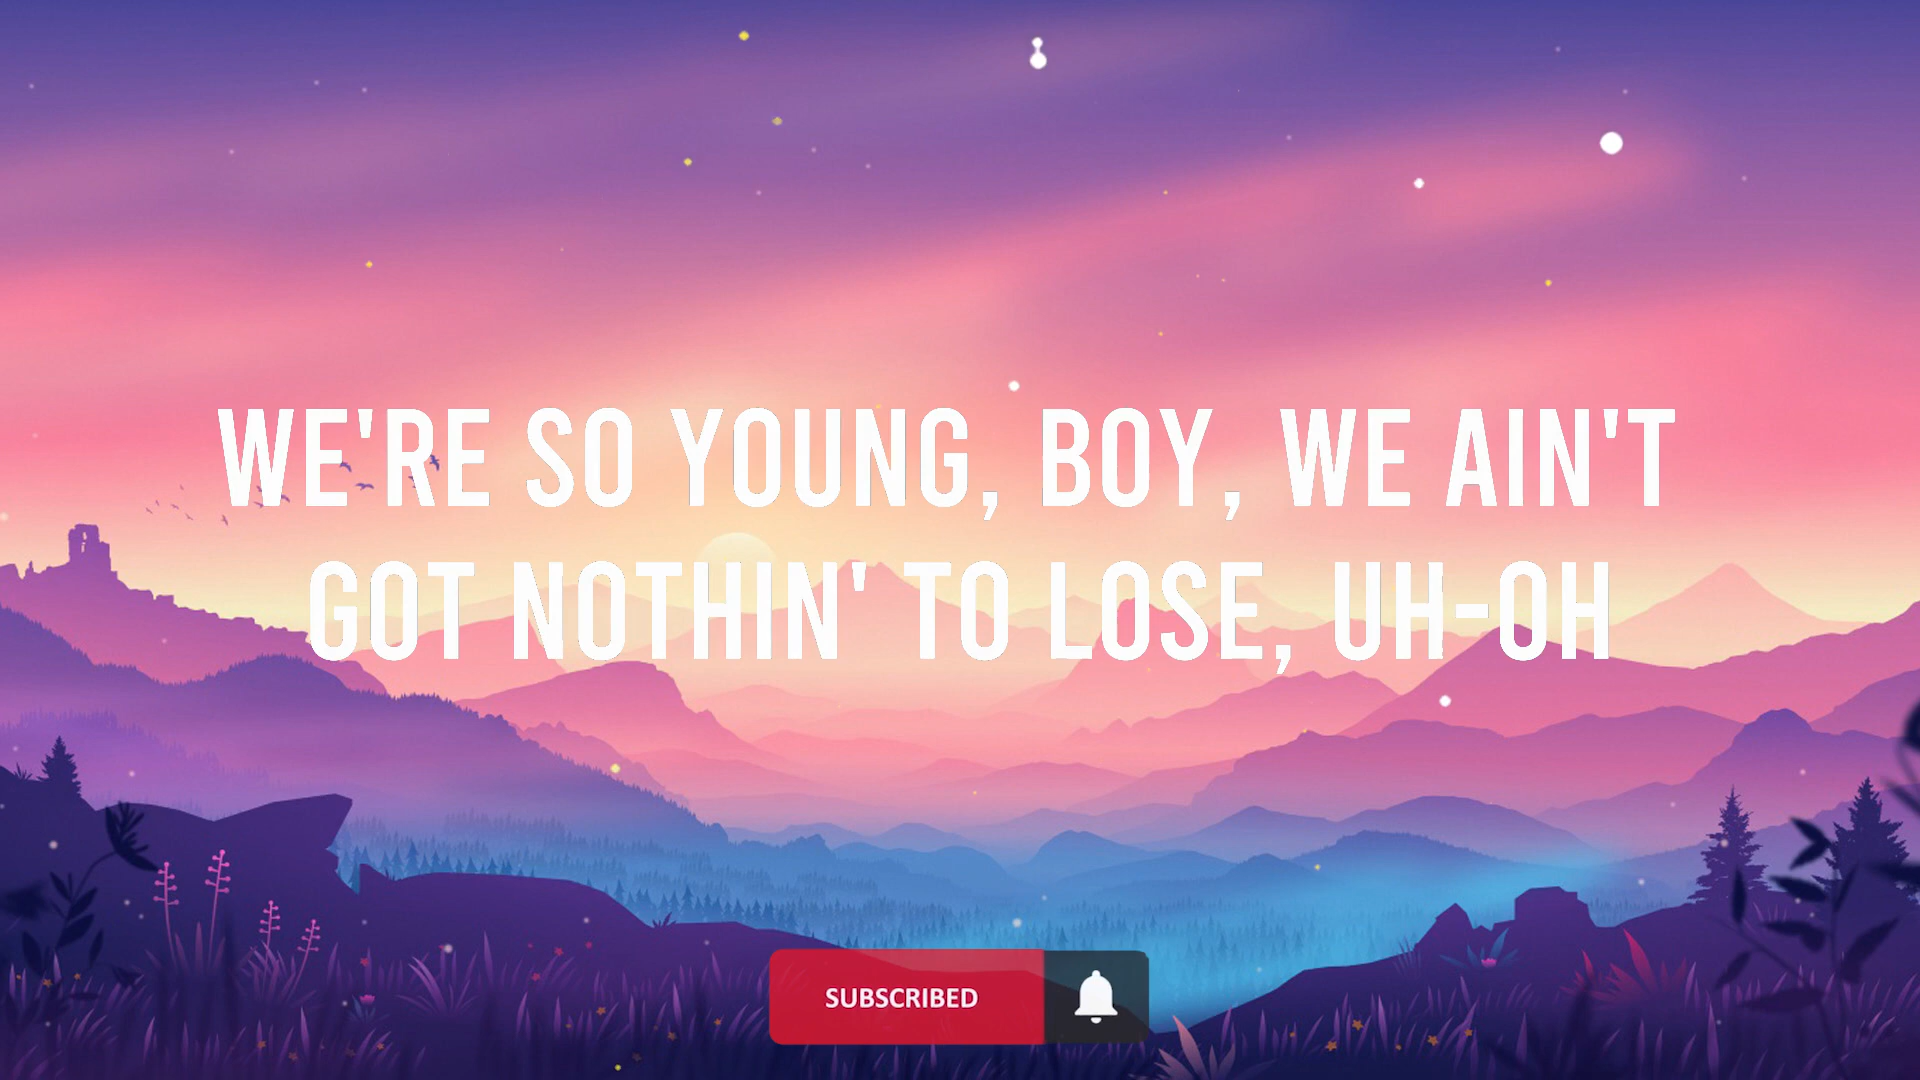 WE'RE SO YOUNG, BOY, WE AIN'T
GOT NOTHIN' TO LOSE, UH-OH
SUBSCRIBED